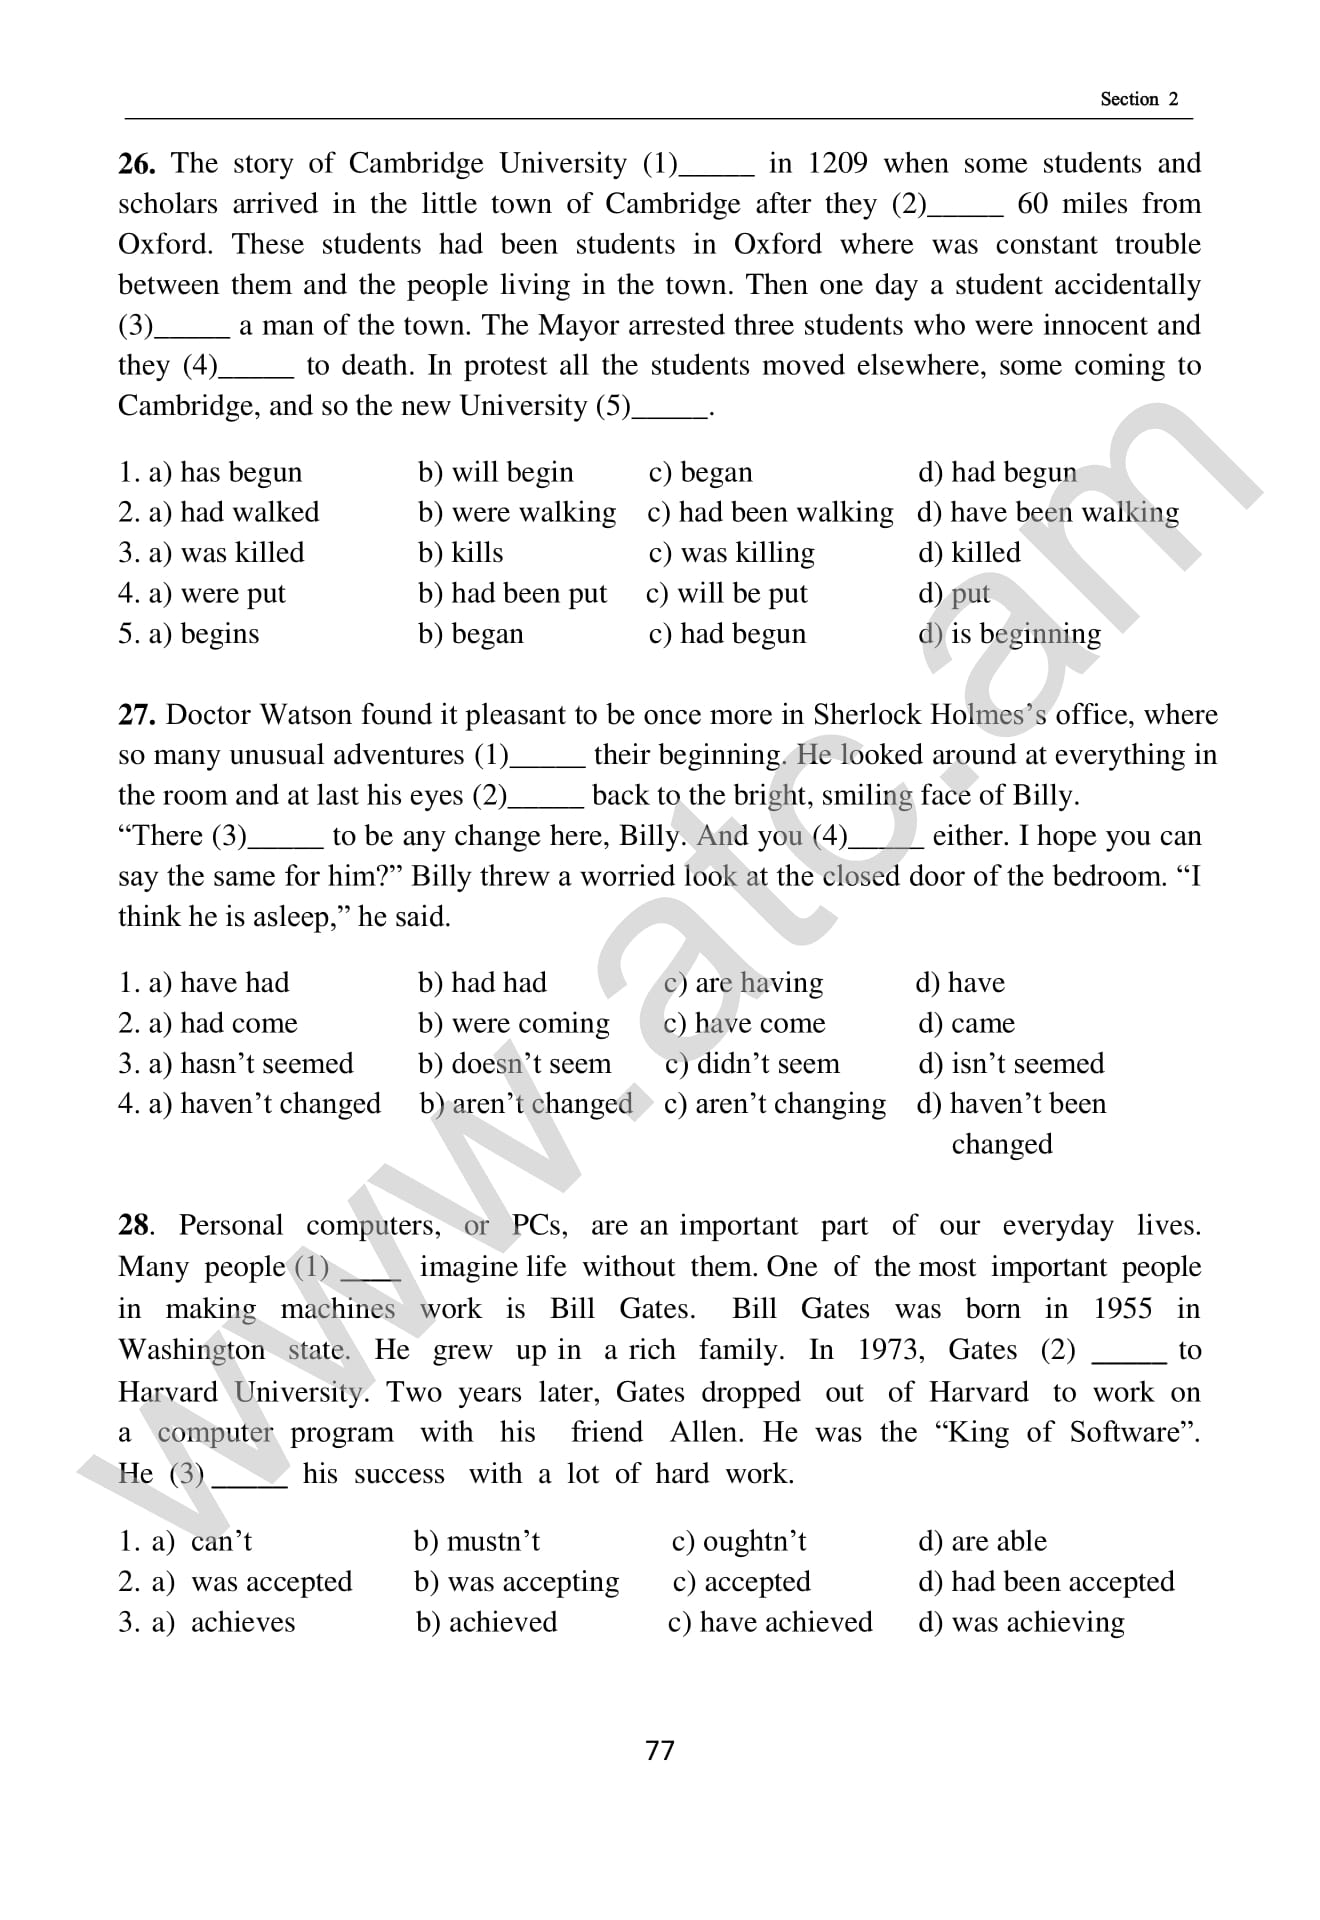 Section 2
26. The story of Cambridge University (1)_____ in 1209 when some students and
scholars arrived in the little town of Cambridge after they (2)_____ 60 miles from
Oxford. These students had been students in Oxford where was constant trouble
between them and the people living in the town. Then one day a student accidentally
(3)_____ a man of the town. The Mayor arrested three students who were innocent and
they (4)_____ to death. In protest all the students moved elsewhere, some coming to
Cambridge, and so the new University (5)_____.
1. a) has begun b) will begin c) began d) had begun
2. a) had walked b) were walking c) had been walking d) have been walking
3. a) was killed b) kills c) was killing d) killed
4. a) were put b) had been put c) will be put d) put
5. a) begins b) began c) had begun d) is beginning
27. Doctor Watson found it pleasant to be once more in Sherlock Holmes’s office, where
so many unusual adventures (1)_____ their beginning. He looked around at everything in
the room and at last his eyes (2)_____ back to the bright, smiling face of Billy.
“There (3)_____ to be any change here, Billy. And you (4)_____ either. I hope you can
say the same for him?” Billy threw a worried look at the closed door of the bedroom. “I
think he is asleep,” he said.
1. a) have had b) had had c) are having d) have
2. a) had come b) were coming c) have come d) came
3. a) hasn’t seemed b) doesn’t seem c) didn’t seem d) isn’t seemed
4. a) haven’t changed b) aren’t changed c) aren’t changing d) haven’t been
changed
28. Personal computers, or PCs, are an important part of our everyday lives.
Many people (1) ____ imagine life without them. One of the most important people
in making machines work is Bill Gates. Bill Gates was born in 1955 in
Washington state. He grew up in a rich family. In 1973, Gates (2) _____ to
Harvard University. Two years later, Gates dropped out of Harvard to work on
a computer program with his friend Allen. He was the “King of Software”.
He (3) _____ his success with a lot of hard work.
1. a) can’t b) mustn’t c) oughtn’t d) are able
2. a) was accepted b) was accepting c) accepted d) had been accepted
3. a) achieves b) achieved c) have achieved d) was achieving
77
www.atc.am